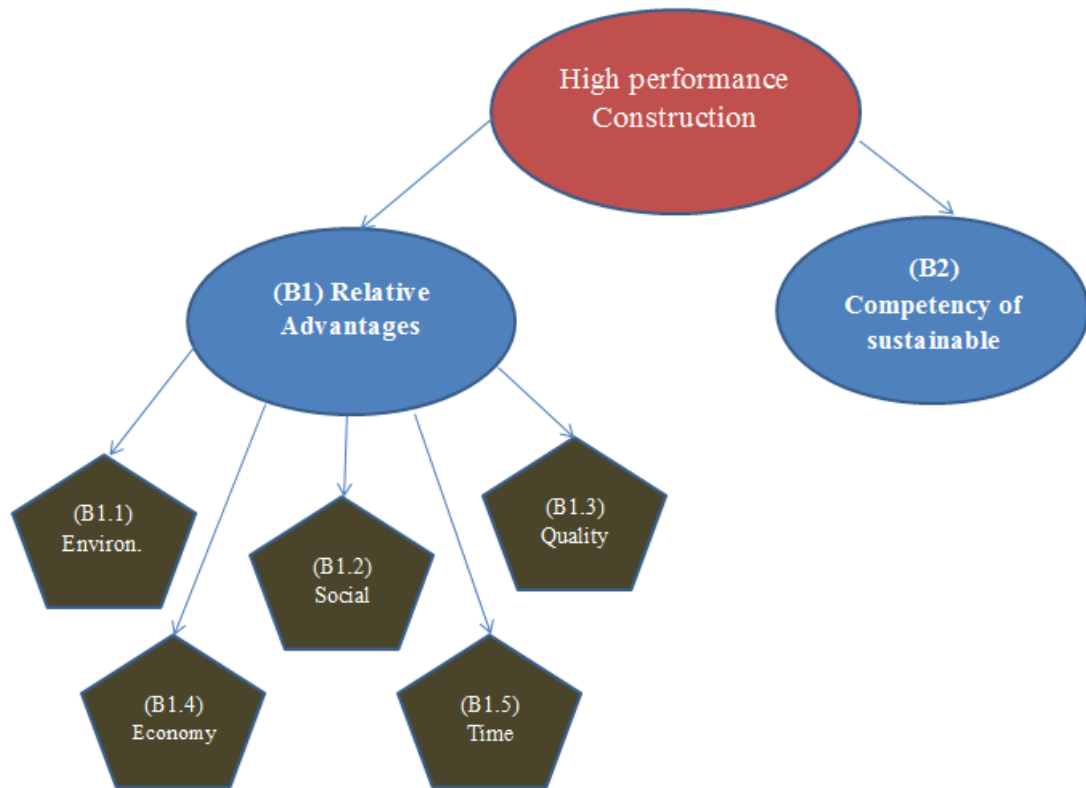 High performance
Construction
(B1) Relative
Advantages
(B2)
Competency of
sustainable
(B1.1)
Environ.
(B1.2)
Social
(B1.3)
Quality
(B1.4)
Economy
(B1.5)
Time